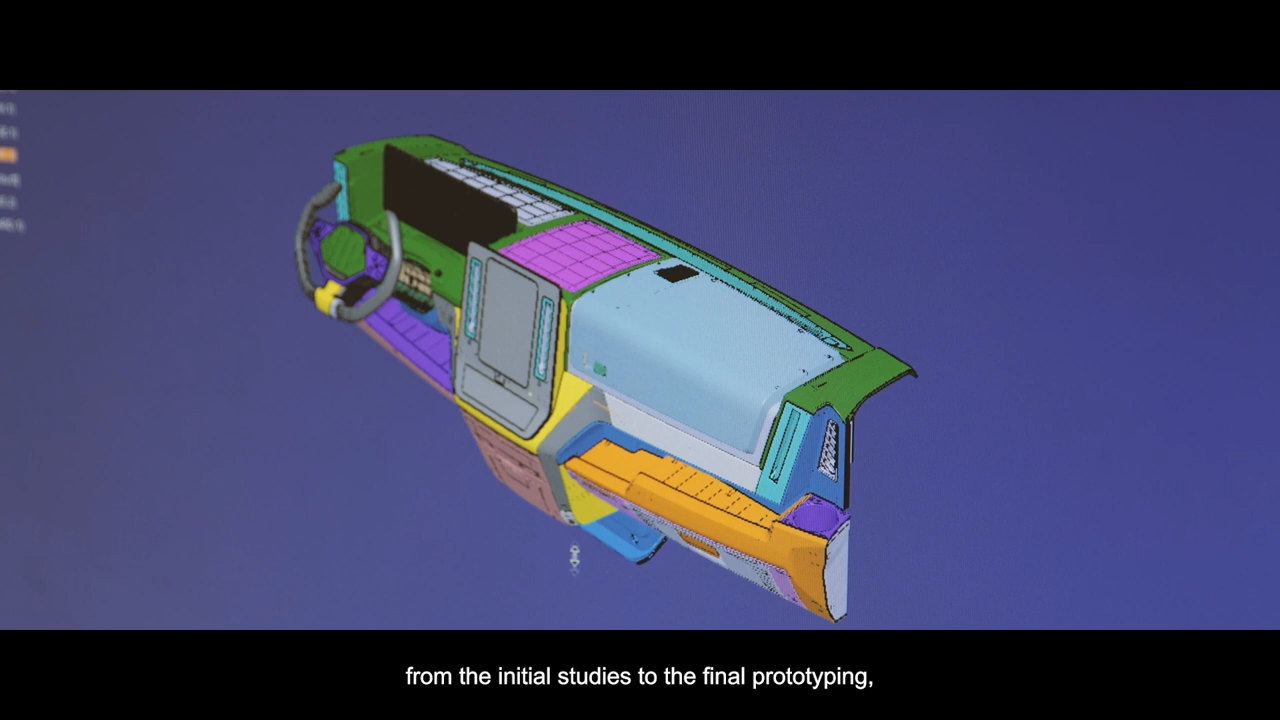 from the initial studies to the final prototyping,